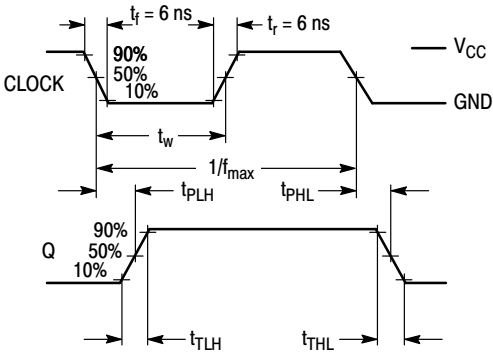 t_f = 6 ns
t_r = 6 ns
90%
50%
10%
CLOCK
V_CC
GND
t_w
1/f_max
t_PLH
t_PHL
90%
50%
10%
Q
t_TLH
t_THL